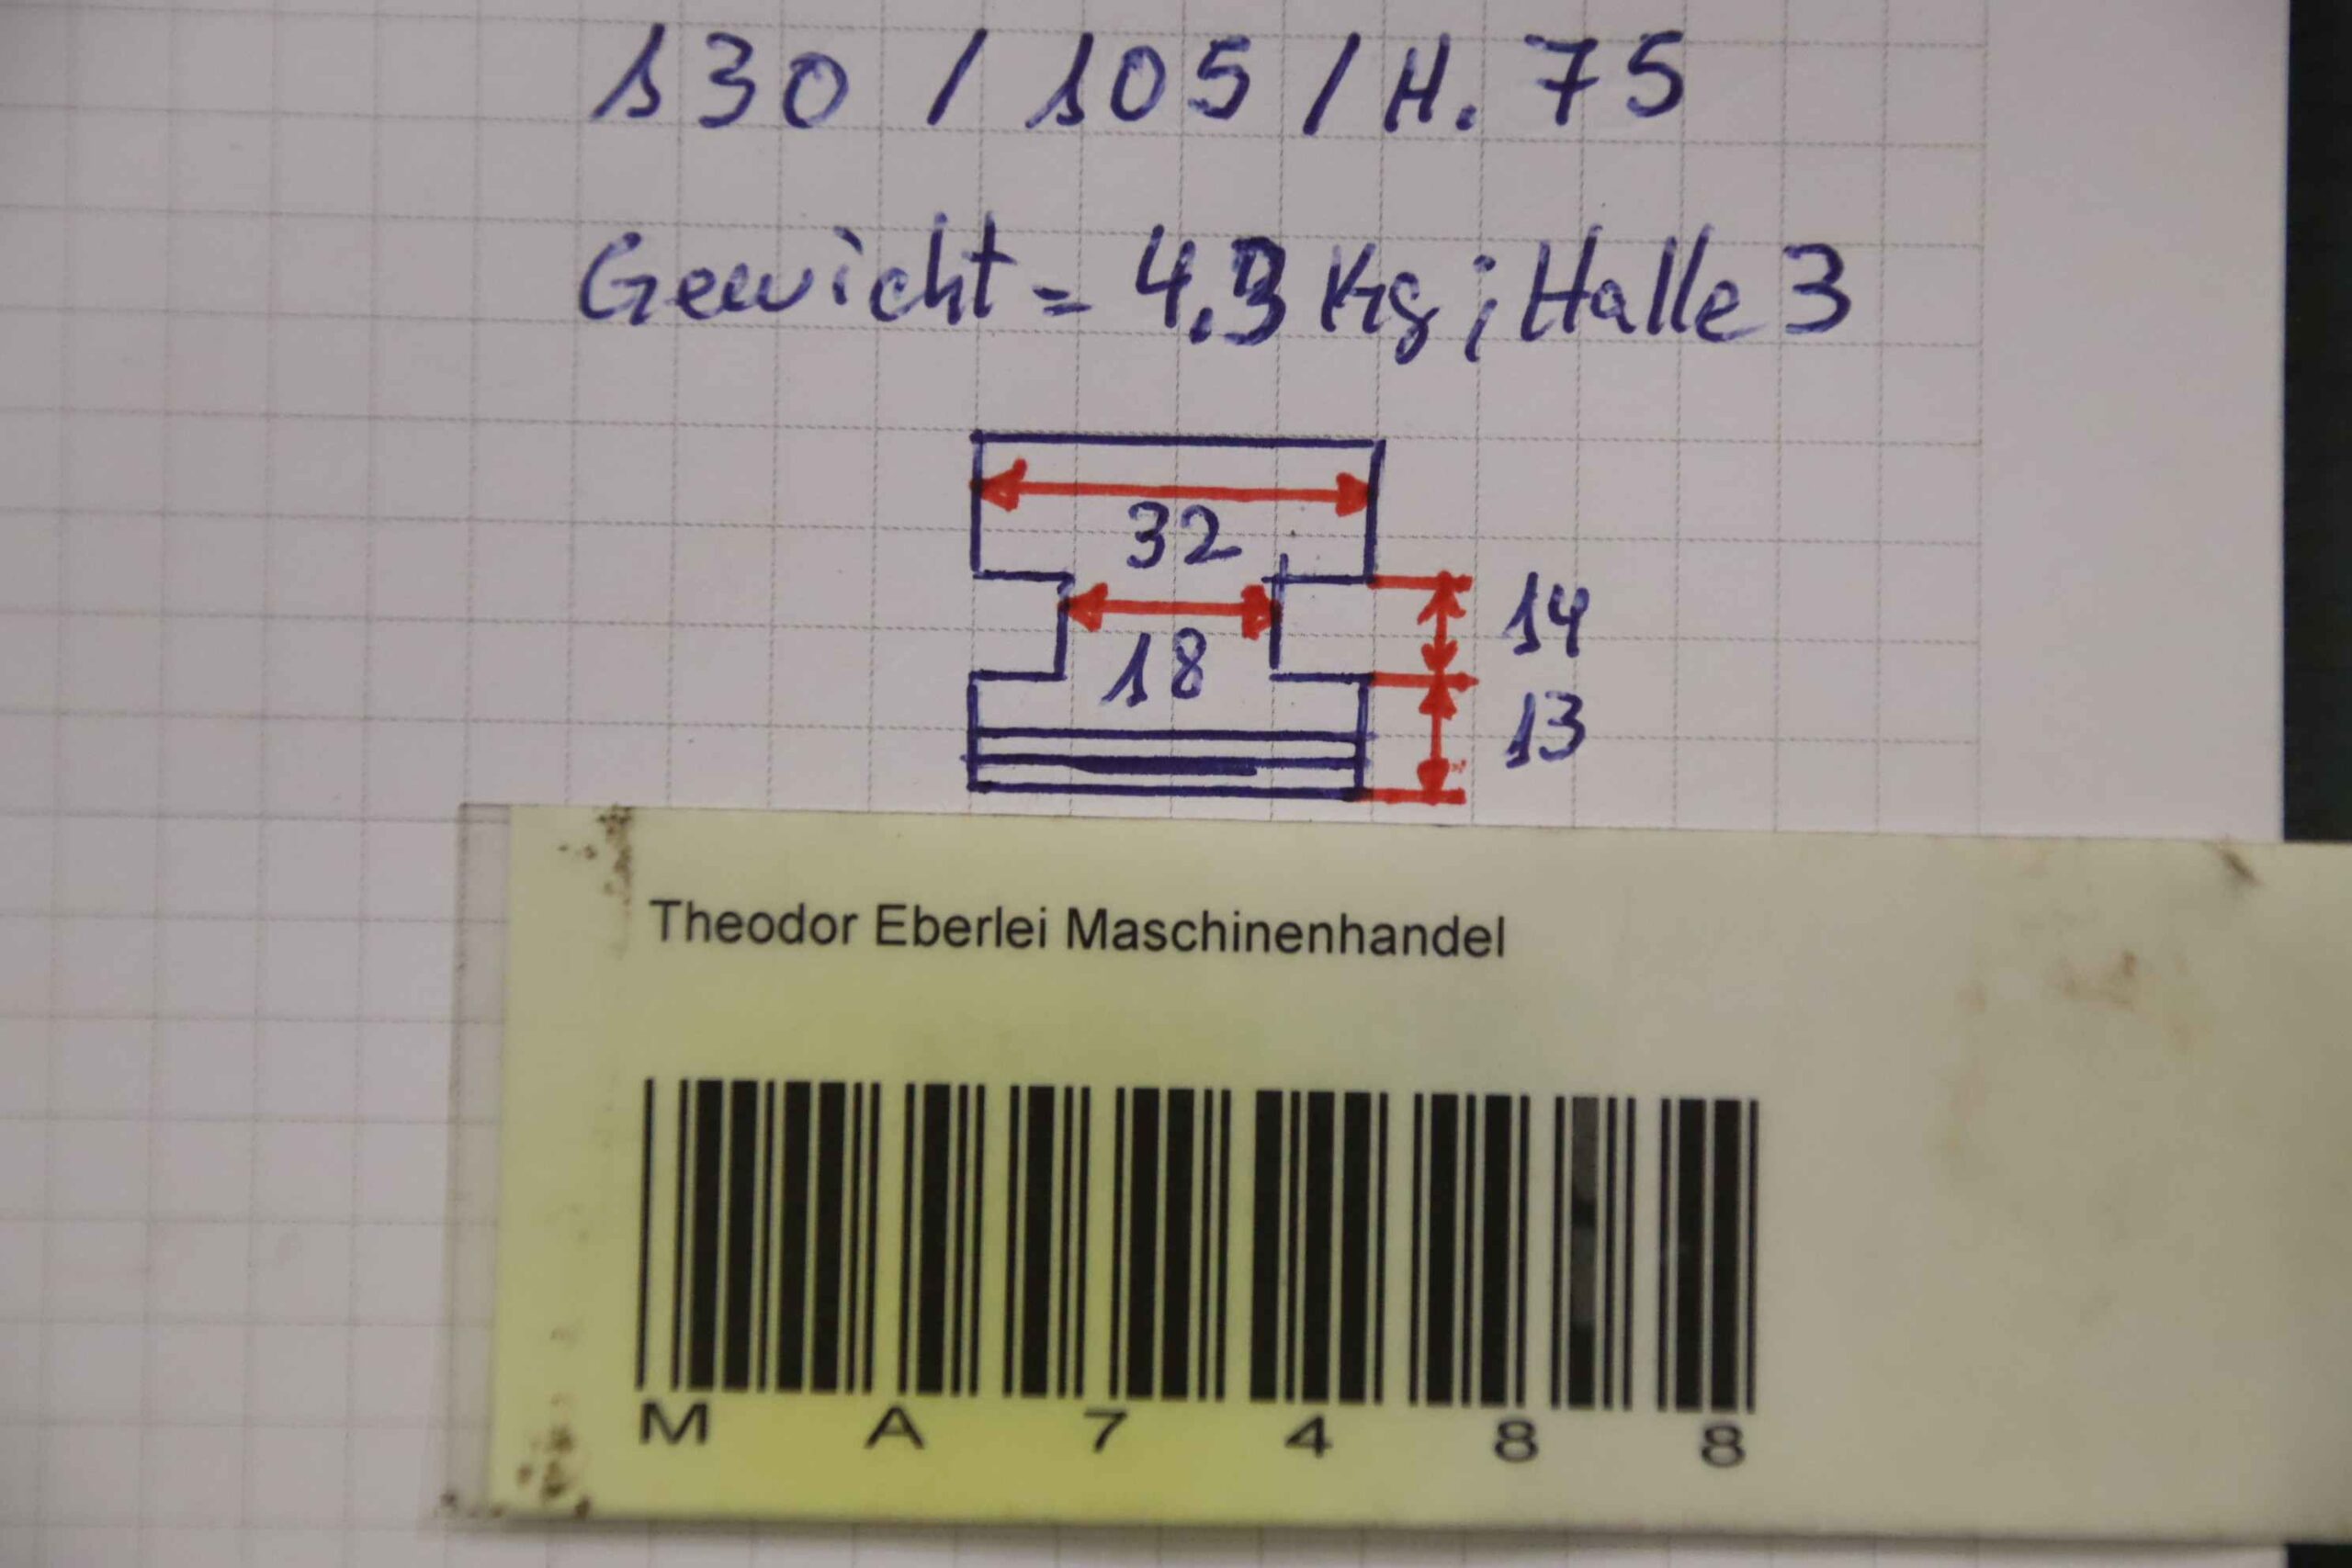 130 / 105 / H. 75
Gewicht = 4.3 Kg ; Halle 3
32
14
18
13
Theodor Eberlei Maschinenhandel
M A 7 4 8 8